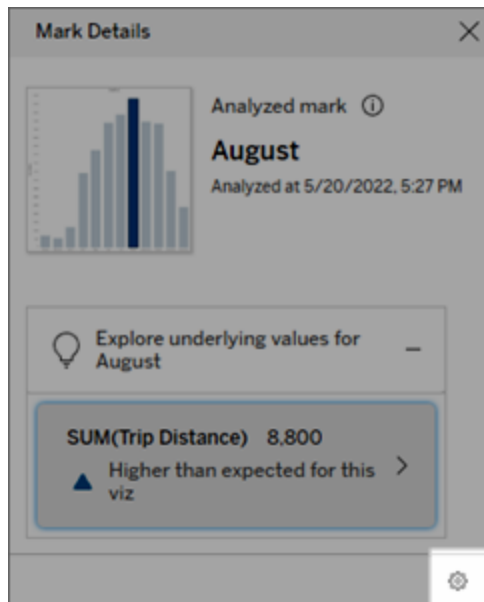 Mark Details
Analyzed mark
August
Analyzed at 5/20/2022, 5:27 PM
Explore underlying values for
August
SUM(Trip Distance) 8,800
Higher than expected for this
viz